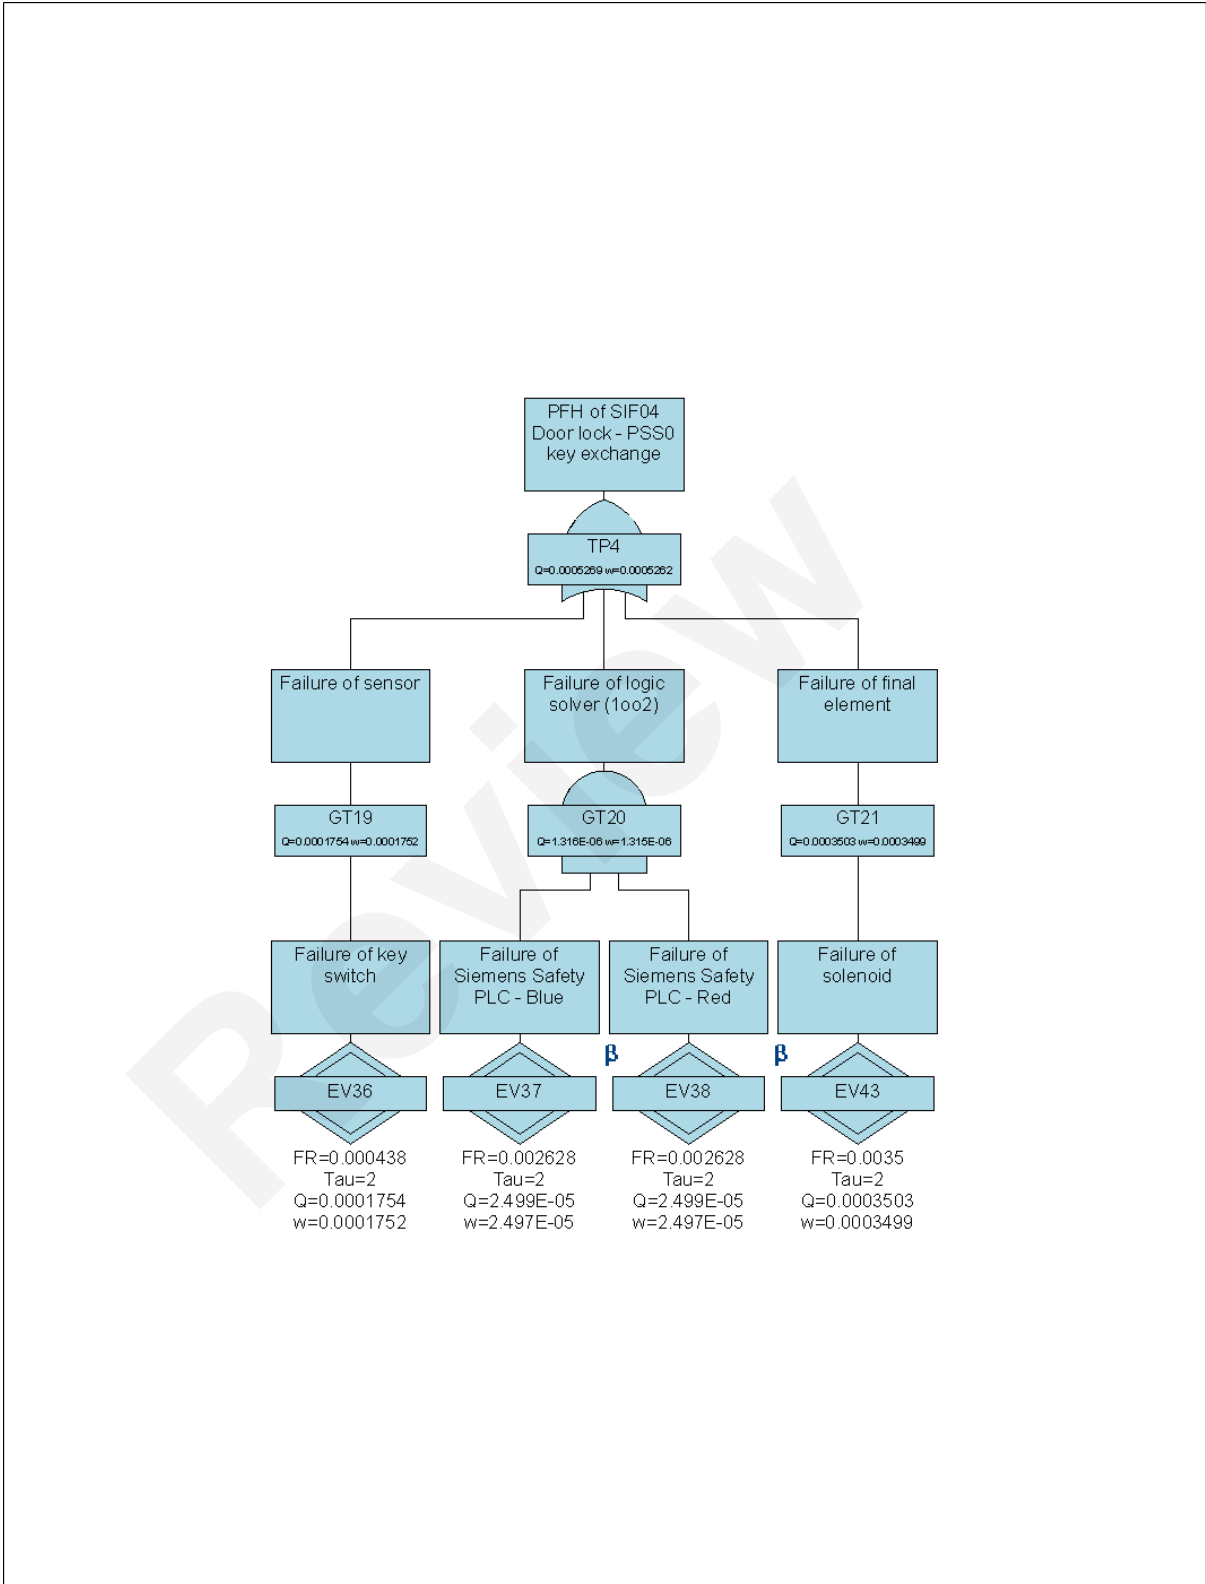 PFH of SIF04
Door lock - PSS0
key exchange
TP4
Q=0.0005269 w=0.0005262
Failure of sensor
Failure of logic
solver (1oo2)
Failure of final
element
GT19
Q=0.0001754 w=0.0001752
GT20
Q=1.316E-06 w=1.315E-06
GT21
Q=0.0003503 w=0.0003499
Failure of key
switch
Failure of
Siemens Safety
PLC - Blue
Failure of
Siemens Safety
PLC - Red
Failure of
solenoid
β
β
EV36
EV37
EV38
EV43
FR=0.000438
Tau=2
Q=0.0001754
w=0.0001752
FR=0.002628
Tau=2
Q=2.499E-05
w=2.497E-05
FR=0.002628
Tau=2
Q=2.499E-05
w=2.497E-05
FR=0.0035
Tau=2
Q=0.0003503
w=0.0003499
Review